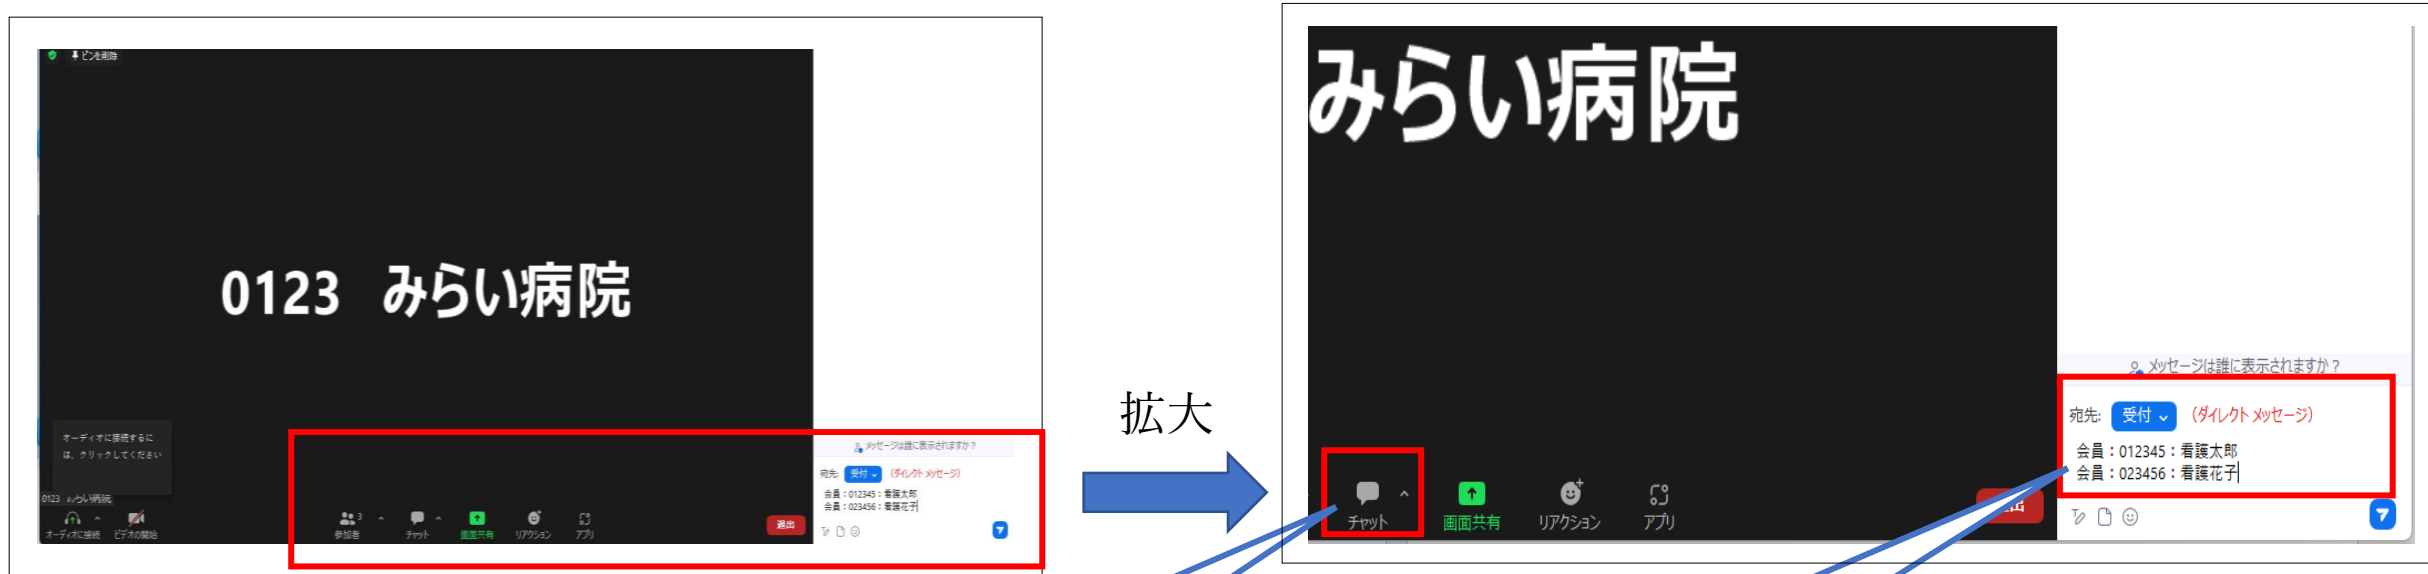 ピンを削除
0123 みらい病院
オーディオに接続するに
は、クリックしてください
0123 みらい病院
オーディオに接続 ビデオの開始
参加者 3 チャット 画面共有 リアクション アプリ 退出
メッセージは誰に表示されますか？
宛先: 受付 (ダイレクト メッセージ)
会員：012345：看護太郎
会員：023456：看護花子
拡大
みらい病院
チャット 画面共有 リアクション アプリ 出
メッセージは誰に表示されますか？
宛先: 受付 (ダイレクト メッセージ)
会員：012345：看護太郎
会員：023456：看護花子